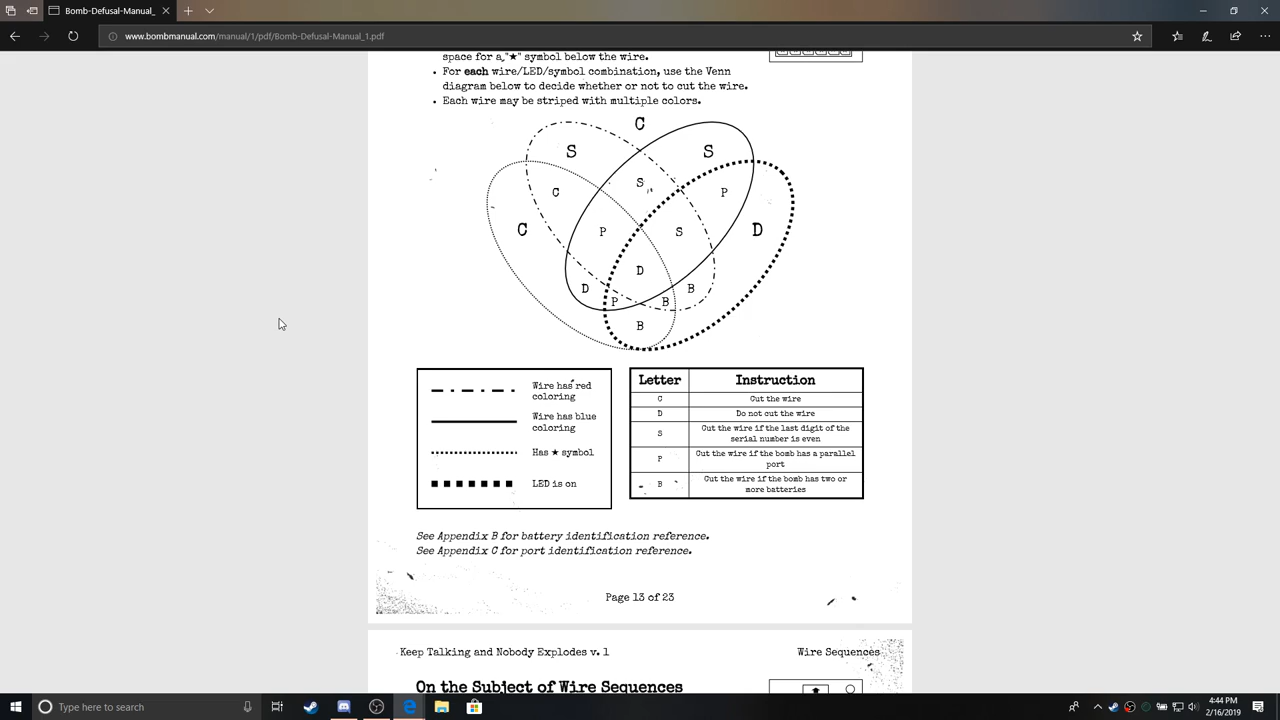 Bomb-Defusal-Manual_1
www.bombmanual.com/manual/1/pdf/Bomb-Defusal-Manual_1.pdf
space for a "★" symbol below the wire.
• For each wire/LED/symbol combination, use the Venn
diagram below to decide whether or not to cut the wire.
• Each wire may be striped with multiple colors.
C
S S
S
C P
C P S D
D
D B
P B
B
Wire has red
coloring
Wire has blue
coloring
Has ★ symbol
LED is on
Letter Instruction
C Cut the wire
D Do not cut the wire
S Cut the wire if the last digit of the
serial number is even
P Cut the wire if the bomb has a parallel
port
B Cut the wire if the bomb has two or
more batteries
See Appendix B for battery identification reference.
See Appendix C for port identification reference.
Page 13 of 23
Keep Talking and Nobody Explodes v. 1 Wire Sequences
On the Subject of Wire Sequences
Type here to search
4:44 PM
2/16/2019